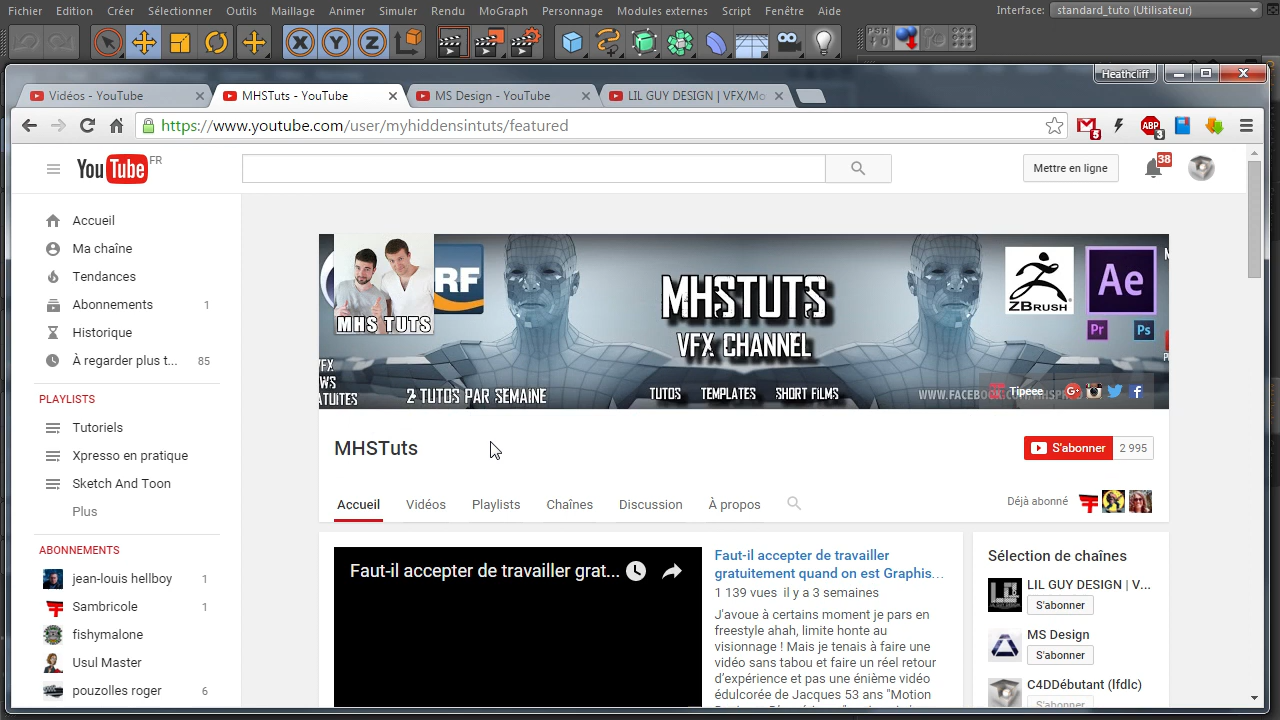 Fichier Edition Créer Sélectionner Outils Maillage Animer Simuler Rendu MoGraph Personnage Modules externes Script Fenêtre Aide Interface: standard_tuto (Utilisateur)
X Y Z PSR
Heathcliff
Vidéos - YouTube MHSTuts - YouTube MS Design - YouTube LIL GUY DESIGN | VFX/Mo
https://www.youtube.com/user/myhiddensintuts/featured 5 ABP 3
YouTube FR Mettre en ligne 38
Accueil
Ma chaîne
Tendances
Abonnements 1
Historique
À regarder plus t... 85
PLAYLISTS
Tutoriels
Xpresso en pratique
Sketch And Toon
Plus
ABONNEMENTS
jean-louis hellboy 1
Sambricole 1
fishymalone
Usul Master
pouzolles roger 6
MHS TUTS
RF
MHSTUTS
VFX CHANNEL
ZBRUSH
Ae
Pr Ps
2 TUTOS PAR SEMAINE TUTOS TEMPLATES SHORT FILMS
Tipeee
MHSTuts S'abonner 2 995
Accueil Vidéos Playlists Chaînes Discussion À propos
Déjà abonné
Faut-il accepter de travailler grat...
Faut-il accepter de travailler
gratuitement quand on est Graphis...
1 139 vues il y a 3 semaines
J'avoue à certains moment je pars en
freestyle ahah, limite honte au
visionnage ! Mais je tenais à faire une
vidéo sans tabou et faire un réel retour
d'expérience et pas une énième vidéo
édulcorée de Jacques 53 ans "Motion
Sélection de chaînes
LIL GUY DESIGN | V...
S'abonner
MS Design
S'abonner
C4DDébutant (lfdlc)
S'abonner